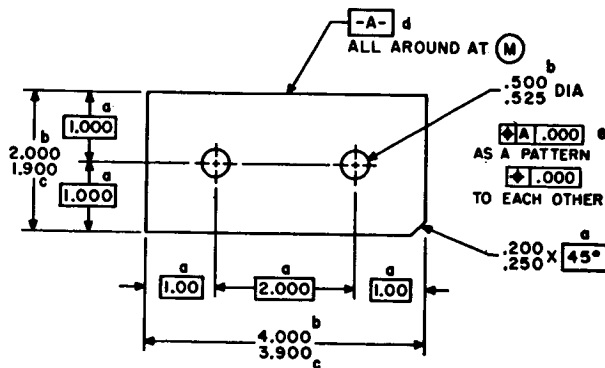 -A- d
ALL AROUND AT M
b
.500
.525 DIA
⌖ A .000 e
AS A PATTERN
⌖ .000
TO EACH OTHER
a
.200
.250 X 45°
a
1.000
b
2.000
1.900
c
a
1.000
a
1.00
a
2.000
a
1.00
b
4.000
3.900
c